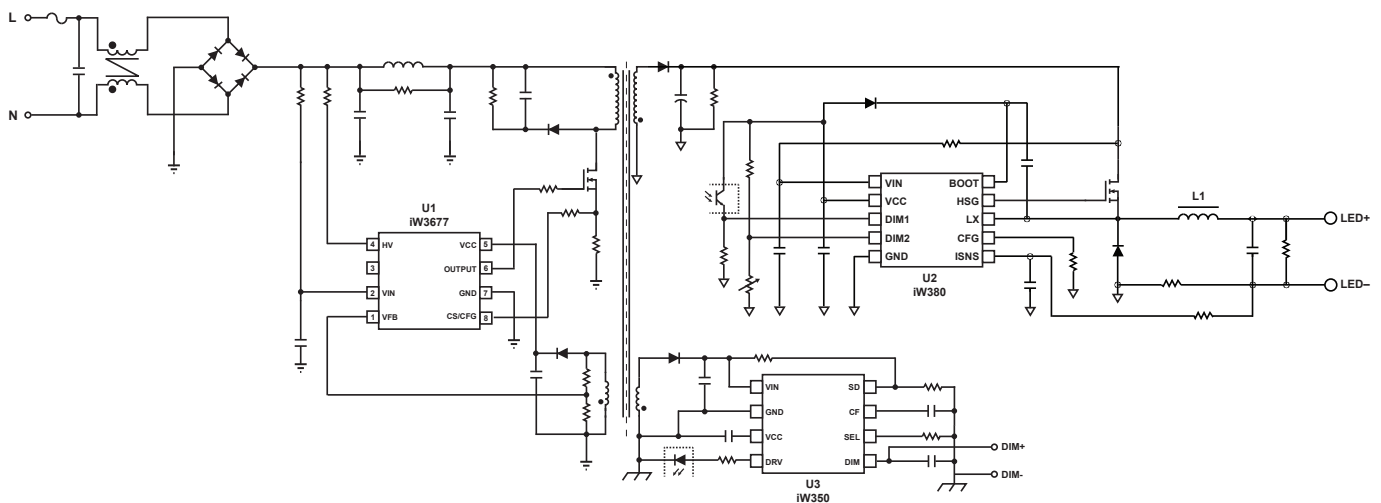 L
N
U1
iW3677
4 HV
3
2 VIN
1 VFB
VCC 5
OUTPUT 6
GND 7
CS/CFG 8
VIN
VCC
DIM1
DIM2
GND
BOOT
HSG
LX
CFG
ISNS
U2
iW380
L1
LED+
LED–
VIN
GND
VCC
DRV
SD
CF
SEL
DIM
U3
iW350
DIM+
DIM-